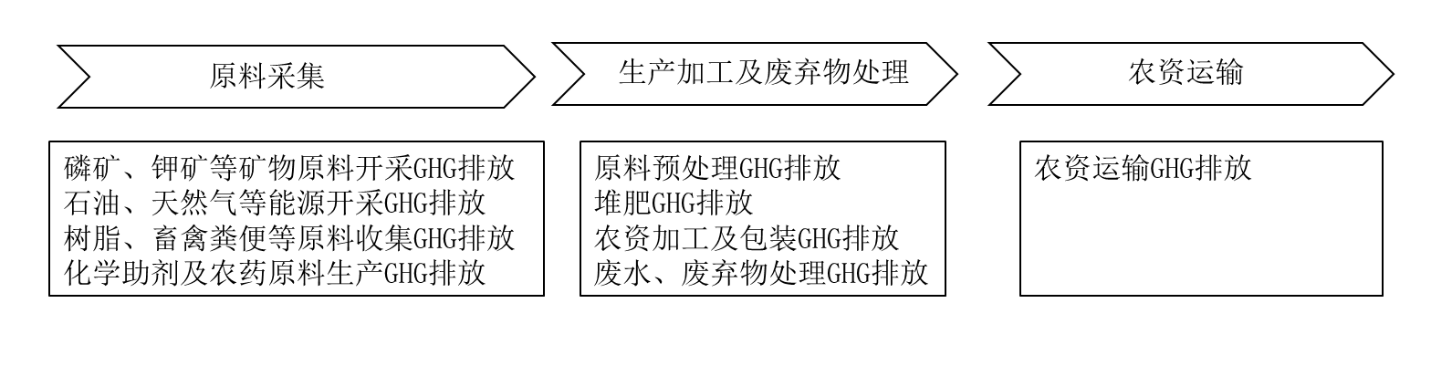 原料采集
生产加工及废弃物处理
农资运输
磷矿、钾矿等矿物原料开采GHG排放
石油、天然气等能源开采GHG排放
树脂、畜禽粪便等原料收集GHG排放
化学助剂及农药原料生产GHG排放
原料预处理GHG排放
堆肥GHG排放
农资加工及包装GHG排放
废水、废弃物处理GHG排放
农资运输GHG排放